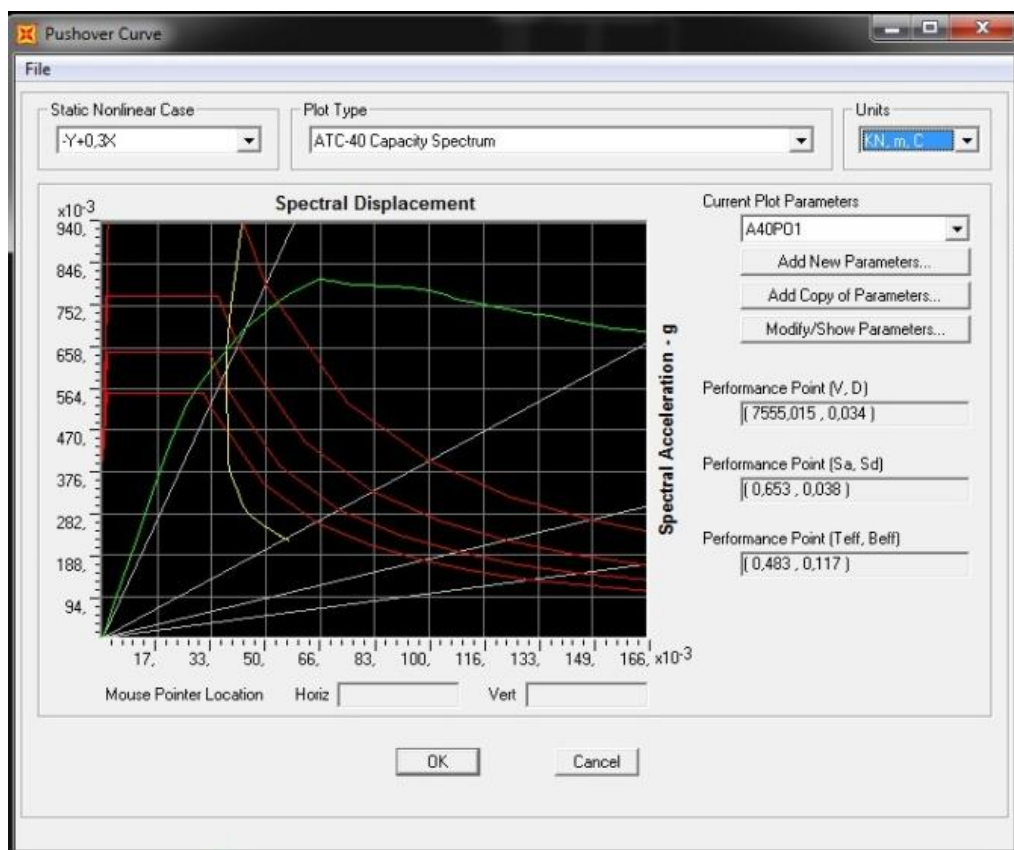 Pushover Curve
File
Static Nonlinear Case
-Y+0,3X
Plot Type
ATC-40 Capacity Spectrum
Units
KN, m, C
Spectral Displacement
x10-3
940,
846,
752,
658,
564,
470,
376,
282,
188,
94,
17, 33, 50, 66, 83, 100, 116, 133, 149, 166, x10-3
Spectral Acceleration - g
Mouse Pointer Location Horiz Vert
Current Plot Parameters
A40PO1
Add New Parameters...
Add Copy of Parameters...
Modify/Show Parameters...
Performance Point (V, D)
( 7555,015 , 0,034 )
Performance Point (Sa, Sd)
( 0,653 , 0,038 )
Performance Point (Teff, Beff)
( 0,483 , 0,117 )
OK Cancel